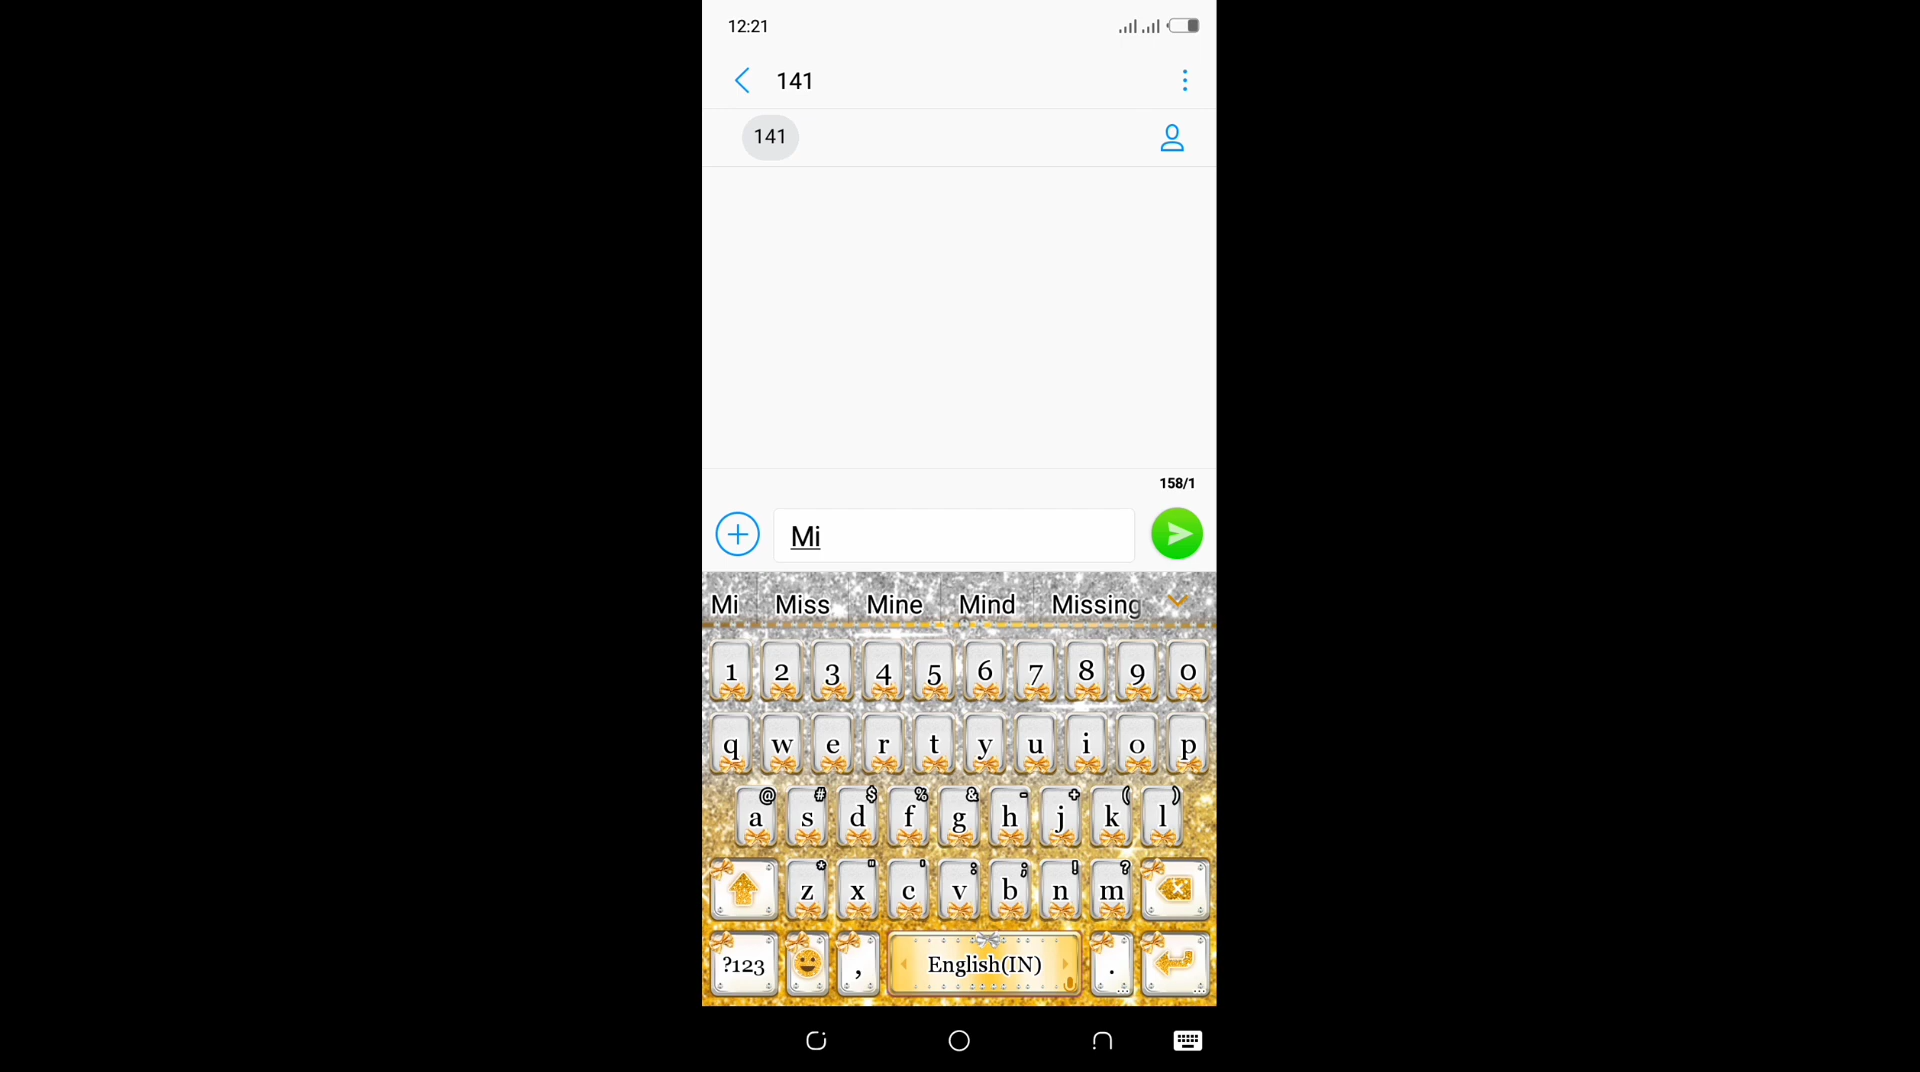 12:21
141
141
158/1
Mi
Mi Miss Mine Mind Missing
1 2 3 4 5 6 7 8 9 0
q w e r t y u i o p
@ # $ % & - + ( )
a s d f g h j k l
* " ' : ; ! ?
z x c v b n m
?123 , English(IN) .